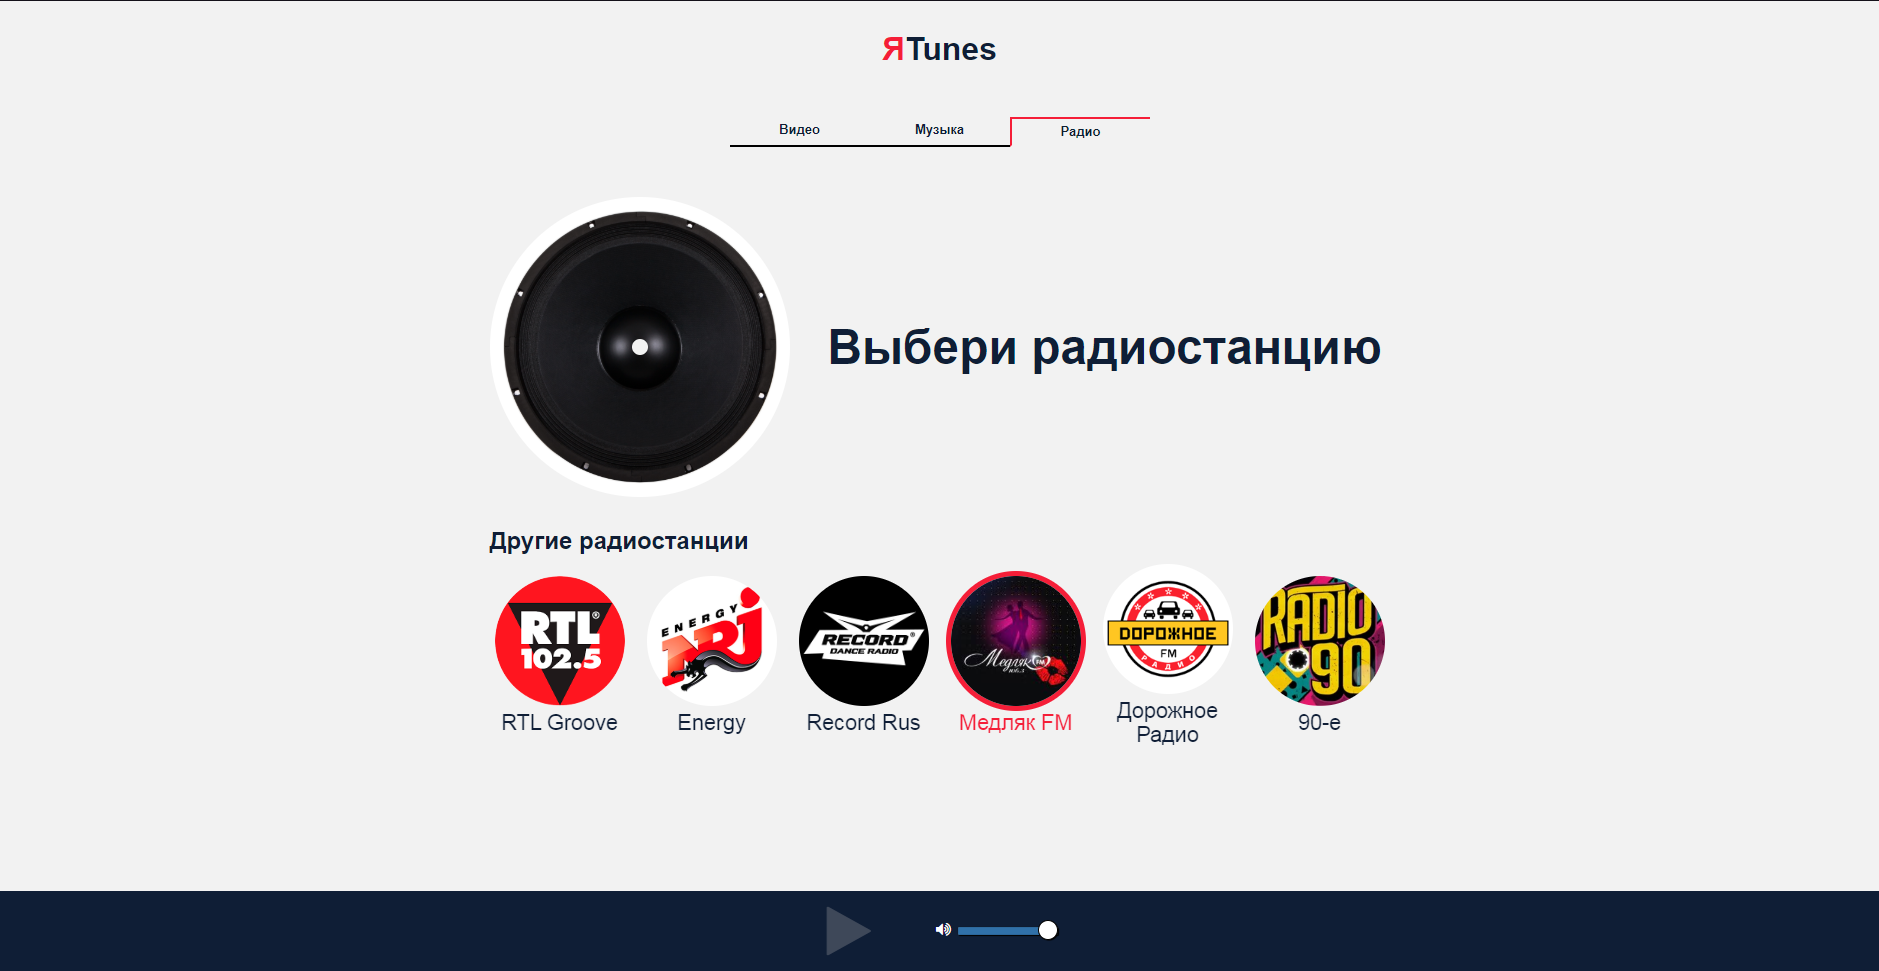 ЯTunes
Видео
Музыка
Радио
Выбери радиостанцию
Другие радиостанции
RTL®
102.5
ENERGY
NRJ
RECORD®
DANCE RADIO
Медляк FM
ДОРОЖНОЕ
FM
РАДИО
RADIO
90
RTL Groove
Energy
Record Rus
Медляк FM
Дорожное
Радио
90-е